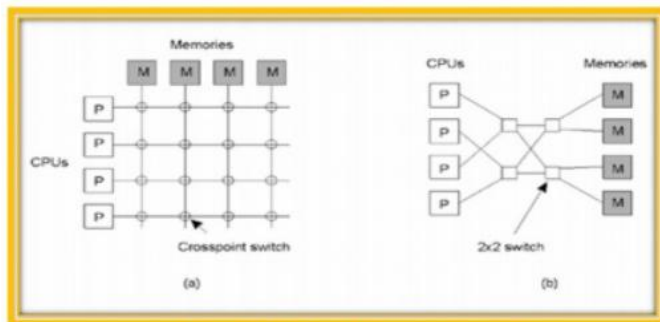 Memories
M M M M
P
P
P
P
CPUs
Crosspoint switch
(a)
CPUs Memories
P M
P M
P M
P M
2x2 switch
(b)